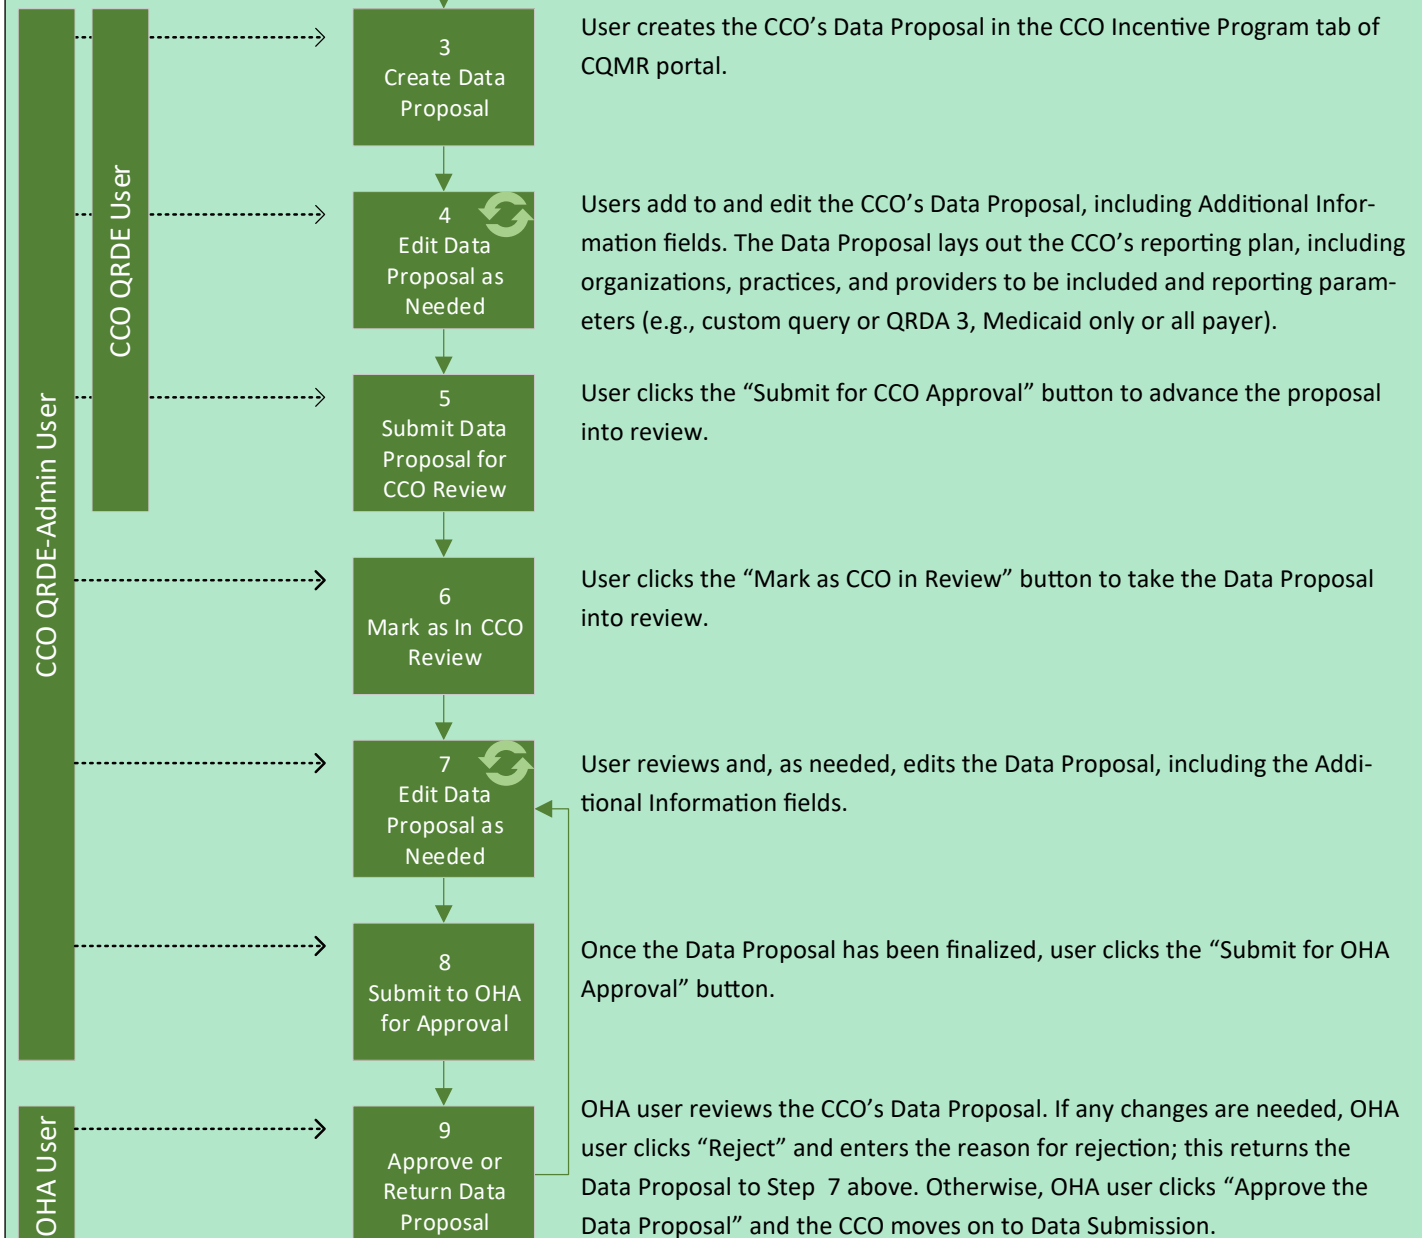 CCO QRDE-Admin User
CCO QRDE User
3
Create Data
Proposal
User creates the CCO’s Data Proposal in the CCO Incentive Program tab of
CQMR portal.
4
Edit Data
Proposal as
Needed
Users add to and edit the CCO’s Data Proposal, including Additional Infor-
mation fields. The Data Proposal lays out the CCO’s reporting plan, including
organizations, practices, and providers to be included and reporting param-
eters (e.g., custom query or QRDA 3, Medicaid only or all payer).
5
Submit Data
Proposal for
CCO Review
User clicks the “Submit for CCO Approval” button to advance the proposal
into review.
6
Mark as In CCO
Review
User clicks the “Mark as CCO in Review” button to take the Data Proposal
into review.
7
Edit Data
Proposal as
Needed
User reviews and, as needed, edits the Data Proposal, including the Addi-
tional Information fields.
8
Submit to OHA
for Approval
Once the Data Proposal has been finalized, user clicks the “Submit for OHA
Approval” button.
OHA User
9
Approve or
Return Data
Proposal
OHA user reviews the CCO’s Data Proposal. If any changes are needed, OHA
user clicks “Reject” and enters the reason for rejection; this returns the
Data Proposal to Step 7 above. Otherwise, OHA user clicks “Approve the
Data Proposal” and the CCO moves on to Data Submission.